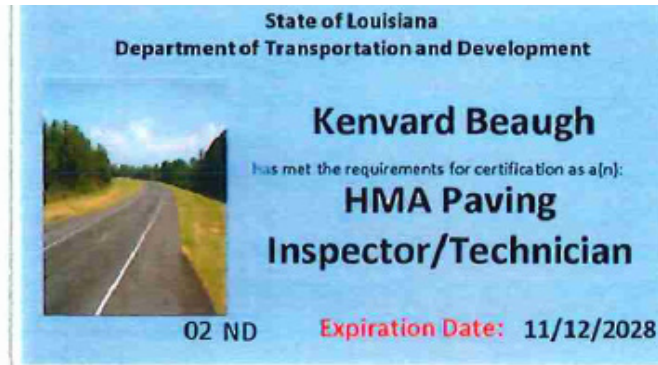 State of Louisiana
Department of Transportation and Development
Kenvard Beaugh
has met the requirements for certification as a(n):
HMA Paving
Inspector/Technician
02 ND
Expiration Date: 11/12/2028